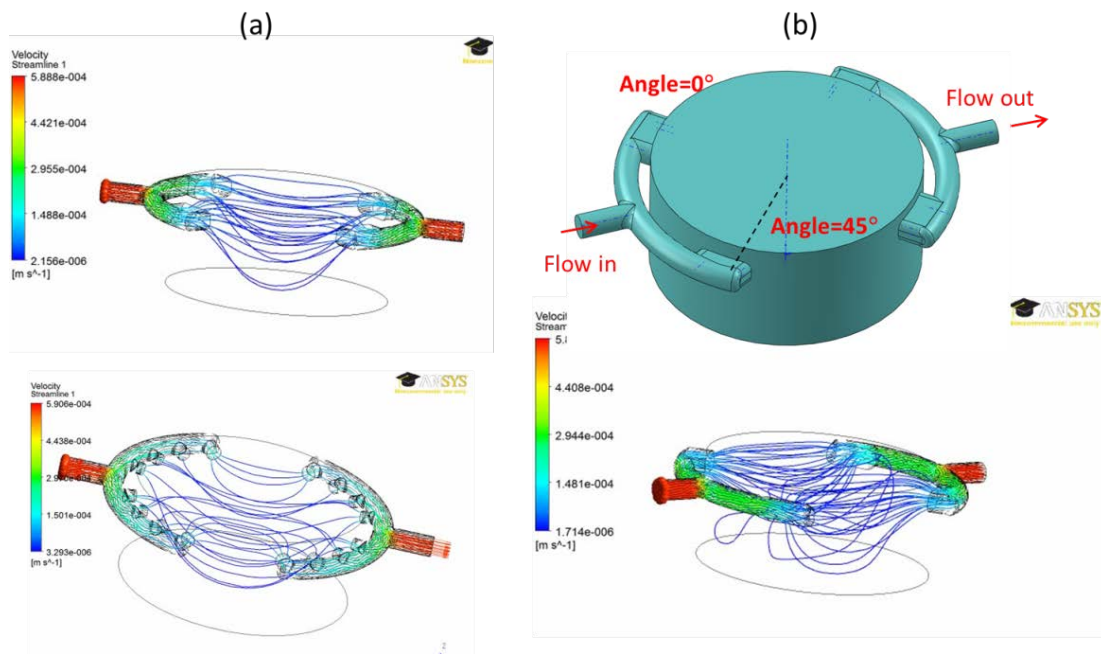 (a)
Velocity
Streamline 1
5.888e-004
4.421e-004
2.955e-004
1.488e-004
2.156e-006
[m s^-1]
Velocity
Streamline 1
ANSYS
5.906e-004
4.438e-004
1.501e-004
3.293e-006
[m s^-1]
z
(b)
Angle=0°
Flow out
Angle=45°
Flow in
ANSYS
4.408e-004
2.944e-004
1.481e-004
1.714e-006
[m s^-1]